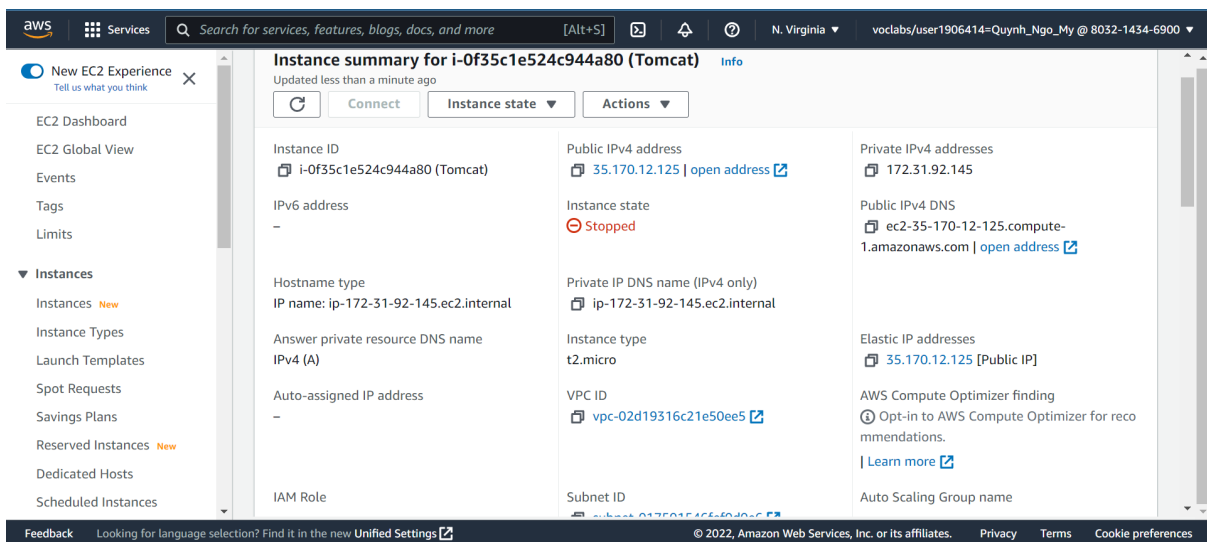 aws
Services
Search for services, features, blogs, docs, and more
[Alt+S]
N. Virginia ▼
voclabs/user1906414=Quynh_Ngo_My @ 8032-1434-6900 ▼
New EC2 Experience
Tell us what you think
EC2 Dashboard
EC2 Global View
Events
Tags
Limits
▼ Instances
Instances New
Instance Types
Launch Templates
Spot Requests
Savings Plans
Reserved Instances New
Dedicated Hosts
Scheduled Instances
Instance summary for i-0f35c1e524c944a80 (Tomcat) Info
Updated less than a minute ago
Connect
Instance state ▼
Actions ▼
Instance ID
i-0f35c1e524c944a80 (Tomcat)
Public IPv4 address
35.170.12.125 | open address
Private IPv4 addresses
172.31.92.145
IPv6 address
–
Instance state
Stopped
Public IPv4 DNS
ec2-35-170-12-125.compute-
1.amazonaws.com | open address
Hostname type
IP name: ip-172-31-92-145.ec2.internal
Private IP DNS name (IPv4 only)
ip-172-31-92-145.ec2.internal
Answer private resource DNS name
IPv4 (A)
Instance type
t2.micro
Elastic IP addresses
35.170.12.125 [Public IP]
Auto-assigned IP address
–
VPC ID
vpc-02d19316c21e50ee5
AWS Compute Optimizer finding
Opt-in to AWS Compute Optimizer for reco
mmendations.
| Learn more
IAM Role
Subnet ID
Auto Scaling Group name
Feedback
Looking for language selection? Find it in the new Unified Settings
© 2022, Amazon Web Services, Inc. or its affiliates.
Privacy
Terms
Cookie preferences